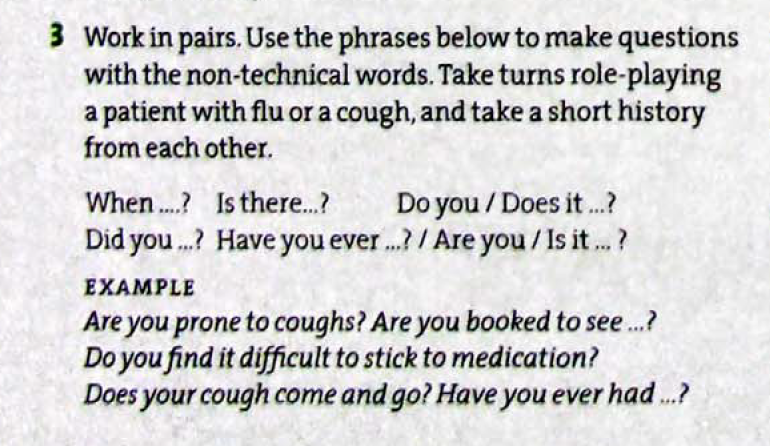 3 Work in pairs. Use the phrases below to make questions
with the non-technical words. Take turns role-playing
a patient with flu or a cough, and take a short history
from each other.
When ....? Is there...? Do you / Does it ...?
Did you ...? Have you ever ...? / Are you / Is it ... ?
EXAMPLE
Are you prone to coughs? Are you booked to see ...?
Do you find it difficult to stick to medication?
Does your cough come and go? Have you ever had ...?